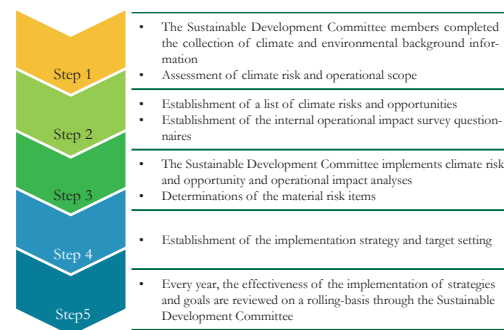 • The Sustainable Development Committee members completed
the collection of climate and environmental background infor-
mation
Step 1
• Assessment of climate risk and operational scope
• Establishment of a list of climate risks and opportunities
Step 2
• Establishment of the internal operational impact survey question-
naires
• The Sustainable Development Committee implements climate risk
and opportunity and operational impact analyses
Step 3
• Determinations of the material risk items
Step 4
• Establishment of the implementation strategy and target setting
• Every year, the effectiveness of the implementation of strategies
and goals are reviewed on a rolling-basis through the Sustainable
Step5
Development Committee